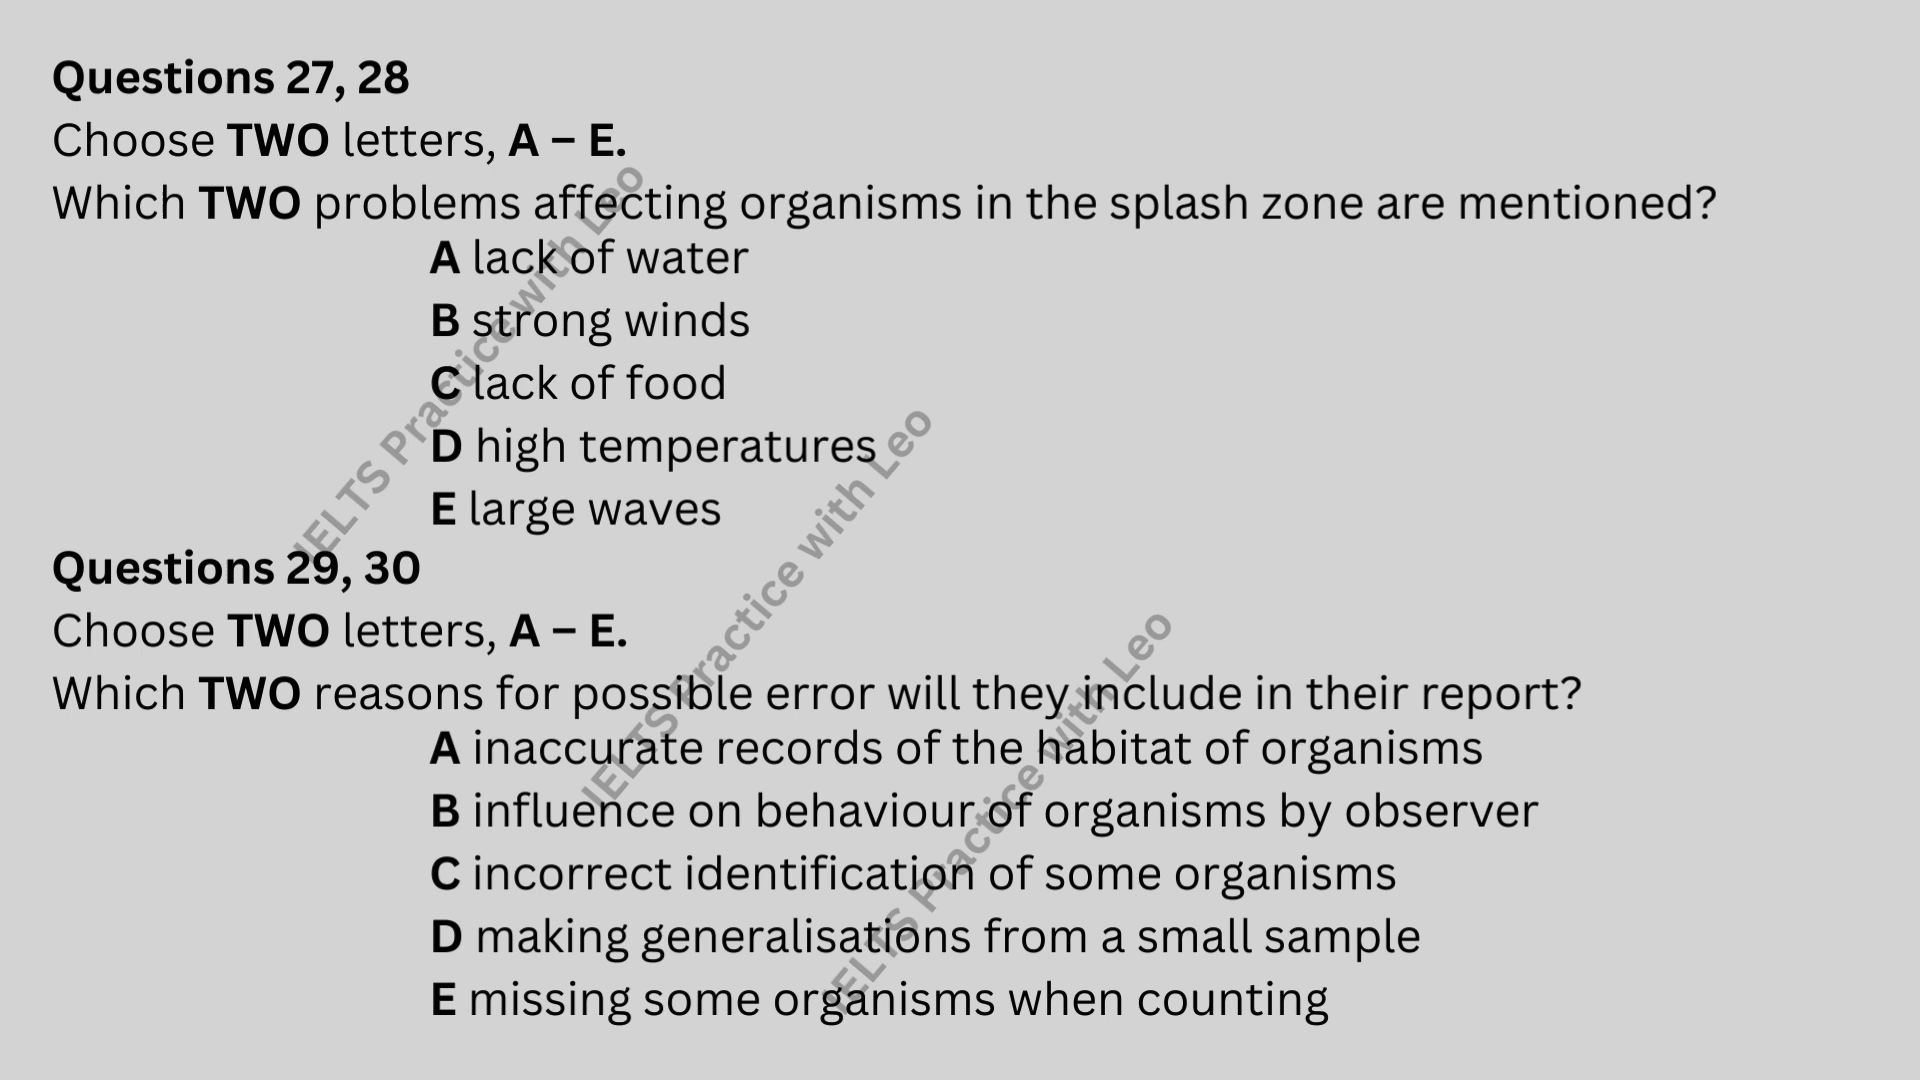 Questions 27, 28
Choose TWO letters, A – E.
Which TWO problems affecting organisms in the splash zone are mentioned?
A lack of water
B strong winds
C lack of food
D high temperatures
E large waves
Questions 29, 30
Choose TWO letters, A – E.
Which TWO reasons for possible error will they include in their report?
A inaccurate records of the habitat of organisms
B influence on behaviour of organisms by observer
C incorrect identification of some organisms
D making generalisations from a small sample
E missing some organisms when counting
IELTS Practice with Leo
IELTS Practice with Leo
IELTS Practice with Leo